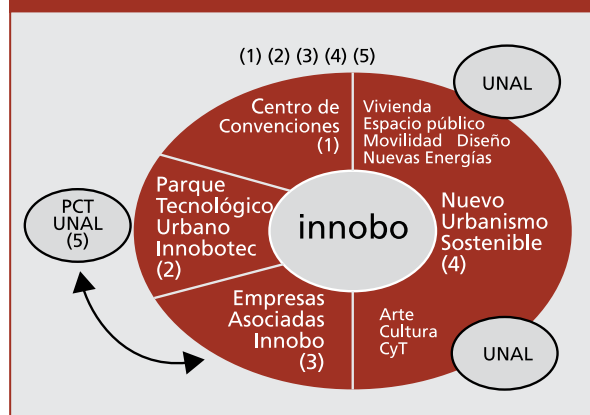 (1) (2) (3) (4) (5)
UNAL
Centro de
Convenciones
(1)
Vivienda
Espacio público
Movilidad Diseño
Nuevas Energías
PCT
UNAL
(5)
Parque
Tecnológico
Urbano
Innobotec
(2)
innobo
Nuevo
Urbanismo
Sostenible
(4)
Empresas
Asociadas
Innobo
(3)
Arte
Cultura
CyT
UNAL